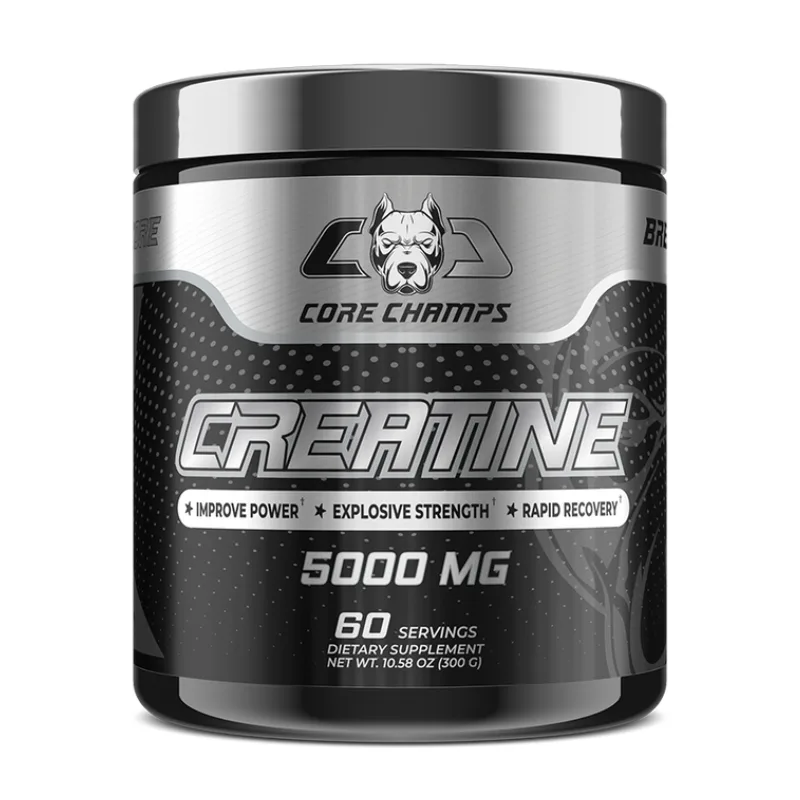 CORE CHAMPS
CREATINE
★ IMPROVE POWER† ★ EXPLOSIVE STRENGTH† ★ RAPID RECOVERY†
5000 MG
60 SERVINGS
DIETARY SUPPLEMENT
NET WT. 10.58 OZ (300 G)